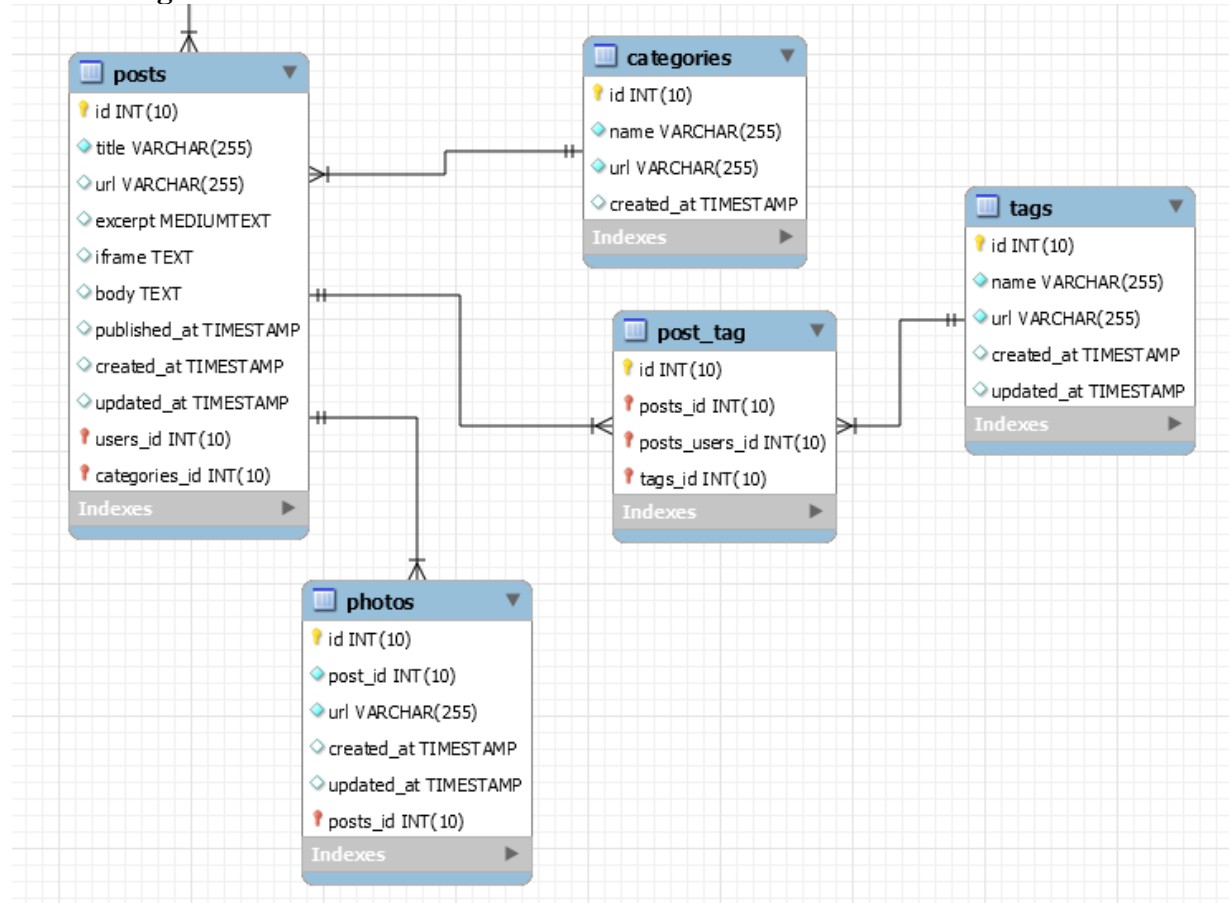 posts
id INT(10)
title VARCHAR(255)
url VARCHAR(255)
excerpt MEDIUMTEXT
iframe TEXT
body TEXT
published_at TIMESTAMP
created_at TIMESTAMP
updated_at TIMESTAMP
users_id INT(10)
categories_id INT(10)
Indexes
categories
id INT(10)
name VARCHAR(255)
url VARCHAR(255)
created_at TIMESTAMP
Indexes
tags
id INT(10)
name VARCHAR(255)
url VARCHAR(255)
created_at TIMESTAMP
updated_at TIMESTAMP
Indexes
post_tag
id INT(10)
posts_id INT(10)
posts_users_id INT(10)
tags_id INT(10)
Indexes
photos
id INT(10)
post_id INT(10)
url VARCHAR(255)
created_at TIMESTAMP
updated_at TIMESTAMP
posts_id INT(10)
Indexes